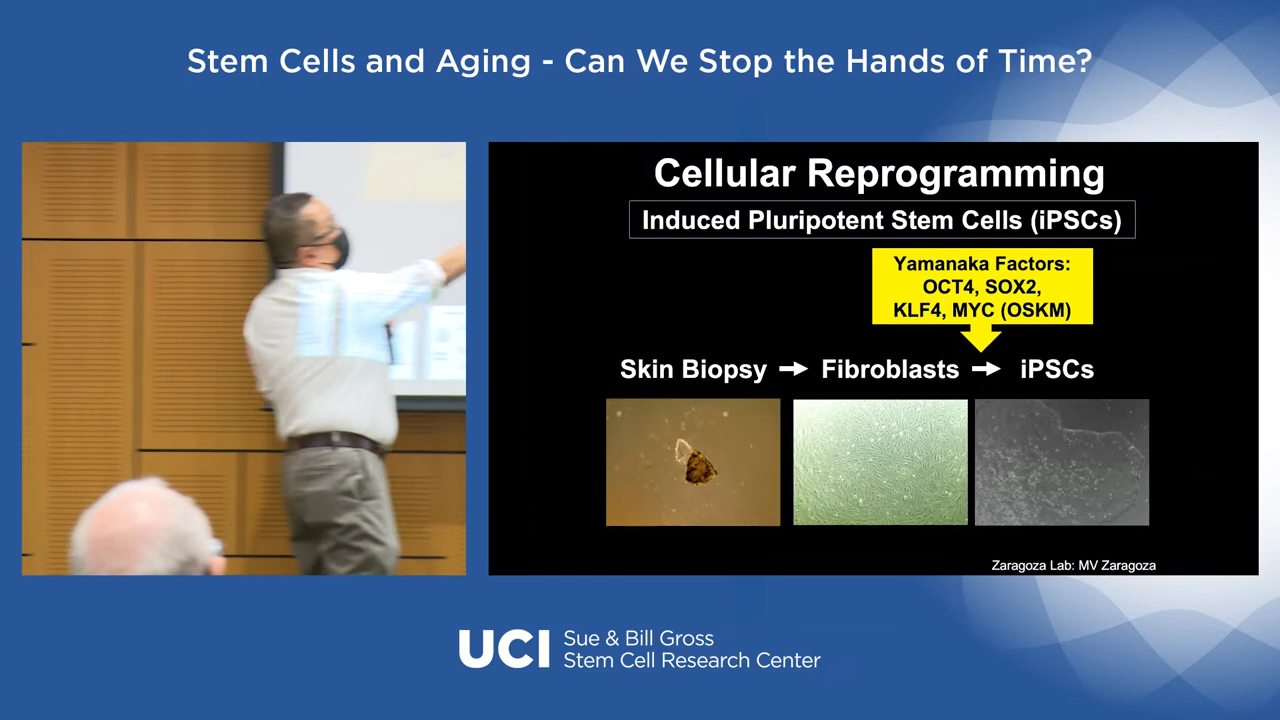 Stem Cells and Aging - Can We Stop the Hands of Time?
Cellular Reprogramming
Induced Pluripotent Stem Cells (iPSCs)
Yamanaka Factors:
OCT4, SOX2,
KLF4, MYC (OSKM)
Skin Biopsy → Fibroblasts → iPSCs
Zaragoza Lab: MV Zaragoza
UCI Sue & Bill Gross
Stem Cell Research Center